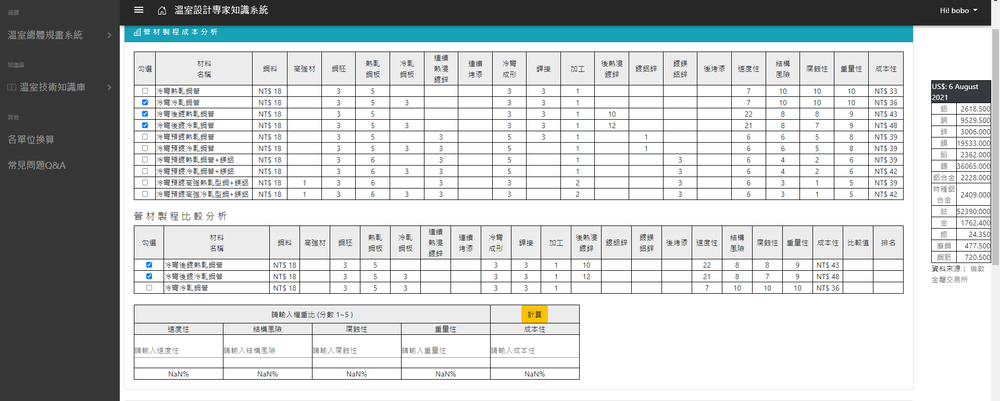 規劃
溫室總體規畫系統
知識庫
溫室技術知識庫
其他
各單位換算
常見問題Q&A
溫室設計專家知識系統
Hi! bobo
管材製程成本分析
勾選 材料名稱 鋼料 高強材 鋼胚 熱軋鋼板 冷軋鋼板 連續熱浸鍍鋅 連續烤漆 冷彎成形 銲接 加工 後熱浸鍍鋅 鍍鋁鋅 鍍鎂鋁鋅 後烤漆 速度性 結構風險 腐蝕性 重量性 成本性
冷彎熱軋鋼管 NT$ 18 3 5 3 3 1 7 10 10 10 NT$ 33
冷彎冷軋鋼管 NT$ 18 3 5 3 3 3 1 7 10 10 10 NT$ 36
冷彎後鍍熱軋鋼管 NT$ 18 3 5 3 3 1 10 22 8 8 9 NT$ 43
冷彎後鍍冷軋鋼管 NT$ 18 3 5 3 3 3 1 12 21 8 7 9 NT$ 48
冷彎預鍍熱軋鋼管 NT$ 18 3 5 3 5 3 1 1 6 6 5 8 NT$ 39
冷彎預鍍冷軋鋼管 NT$ 18 3 5 3 3 5 1 1 6 6 5 8 NT$ 39
冷彎預鍍熱軋鋼管+鎂鋁 NT$ 18 3 6 3 5 1 3 6 4 2 6 NT$ 39
冷彎預鍍冷軋鋼管+鎂鋁 NT$ 18 3 6 3 3 5 1 3 6 4 2 6 NT$ 42
冷彎預鍍高強熱軋型鋼+鎂鋁 NT$ 18 1 3 6 3 3 2 3 6 3 1 5 NT$ 39
冷彎預鍍高強冷軋型鋼+鎂鋁 NT$ 18 1 3 6 3 3 3 2 3 6 3 1 5 NT$ 42
管材製程比較分析
勾選 材料名稱 鋼料 高強材 鋼胚 熱軋鋼板 冷軋鋼板 連續熱浸鍍鋅 連續烤漆 冷彎成形 銲接 加工 後熱浸鍍鋅 鍍鋁鋅 鍍鎂鋁鋅 後烤漆 速度性 結構風險 腐蝕性 重量性 成本性 比較值 排名
冷彎後鍍熱軋鋼管 NT$ 18 3 5 3 3 1 10 22 8 8 9 NT$ 43
冷彎後鍍冷軋鋼管 NT$ 18 3 5 3 3 3 1 12 21 8 7 9 NT$ 48
冷彎冷軋鋼管 NT$ 18 3 5 3 3 3 1 7 10 10 10 NT$ 36
請輸入權重比 (分數 1~5 ) 計算
速度性 結構風險 腐蝕性 重量性 成本性
請輸入速度性 請輸入結構風險 請輸入腐蝕性 請輸入重量性 請輸入成本性
NaN% NaN% NaN% NaN% NaN%
US$: 6 August
2021
鋁 2618.500
銅 9529.500
鋅 3006.000
鎳 19533.000
鉛 2362.000
錫 36065.000
鋁合金 2228.000
特種鋁合金 2409.000
鈷 52390.000
金 1762.400
銀 24.350
廢鋼 477.500
鋼筋 720.500
資料來源： 倫敦
金屬交易所